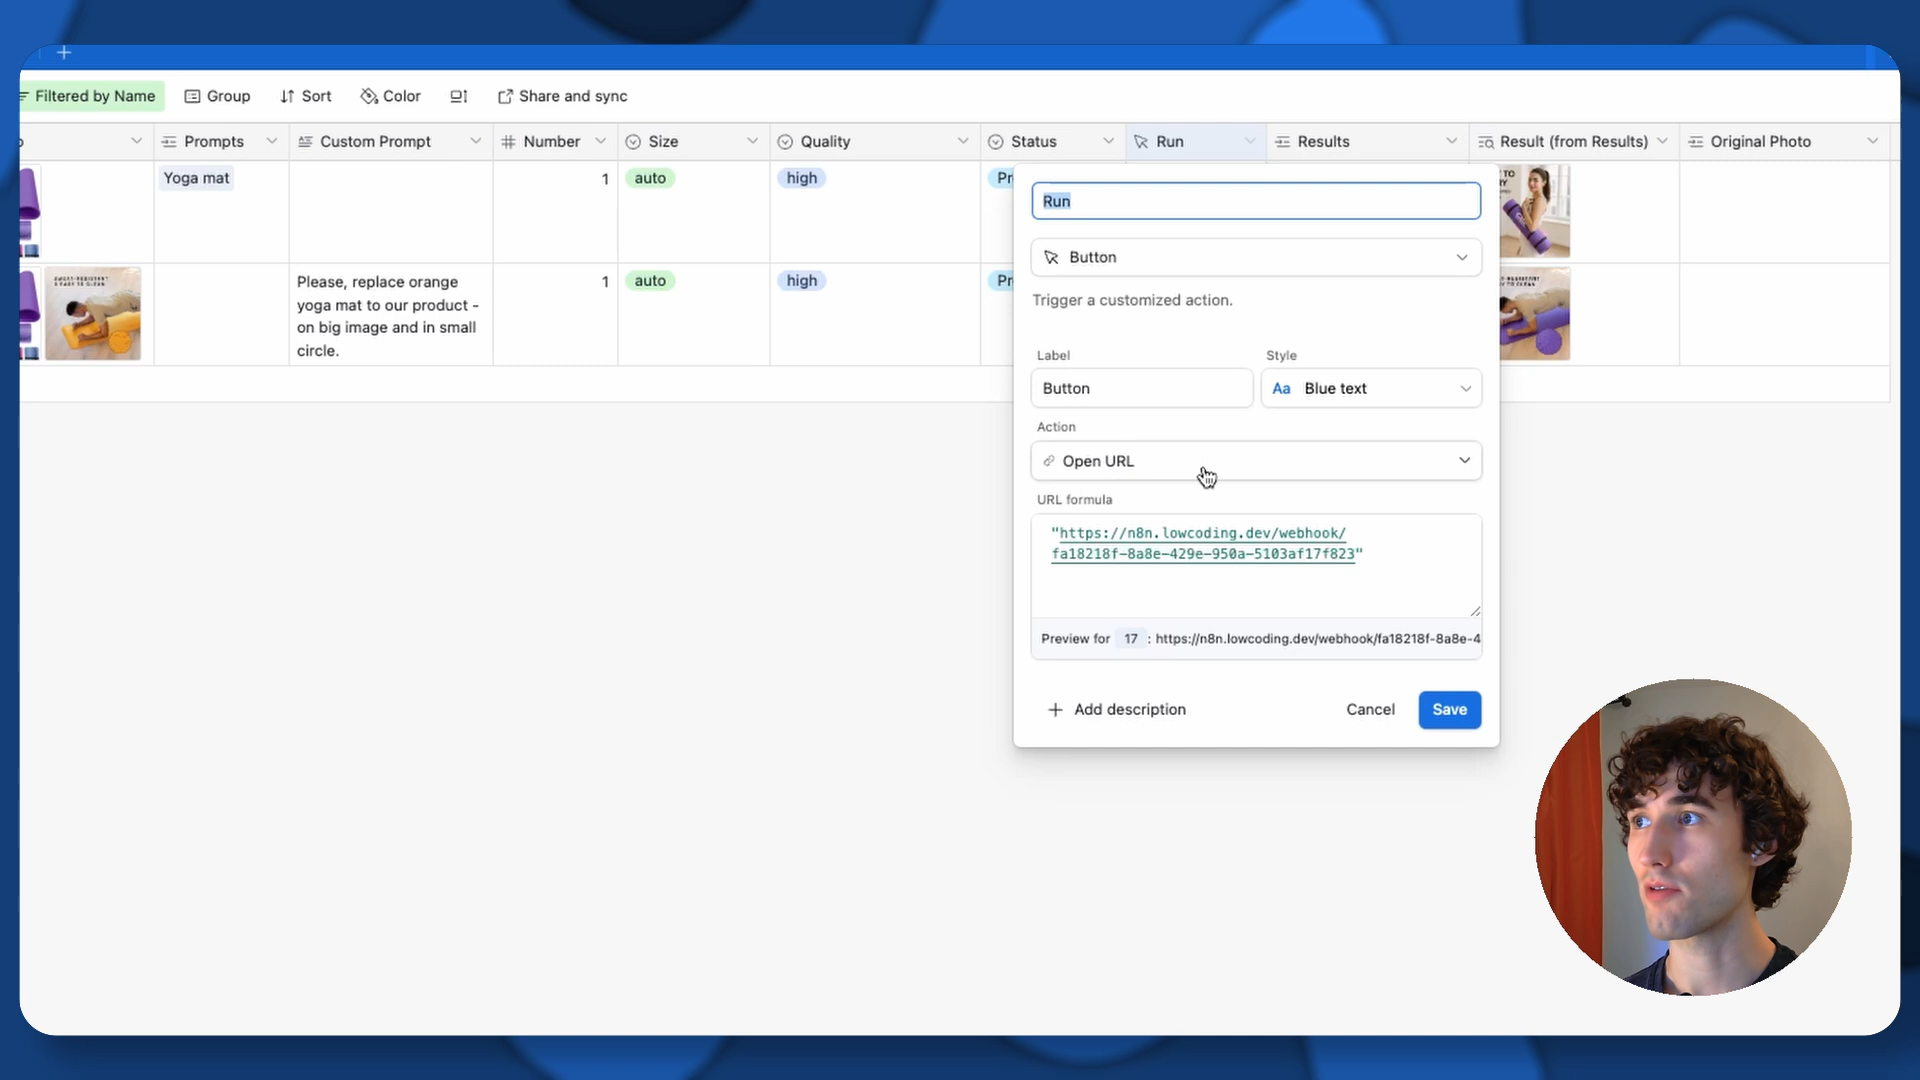 Filtered by Name
Group
Sort
Color
Share and sync
Prompts
Custom Prompt
Number
Size
Quality
Status
Run
Results
Result (from Results)
Original Photo
Yoga mat
1
auto
high
Pr
Please, replace orange
yoga mat to our product -
on big image and in small
circle.
1
auto
high
Pr
Run
Button
Trigger a customized action.
Label
Style
Button
Aa Blue text
Action
Open URL
URL formula
"https://n8n.lowcoding.dev/webhook/
fa18218f-8a8e-429e-950a-5103af17f823"
Preview for 17 : https://n8n.lowcoding.dev/webhook/fa18218f-8a8e-4
Add description
Cancel
Save